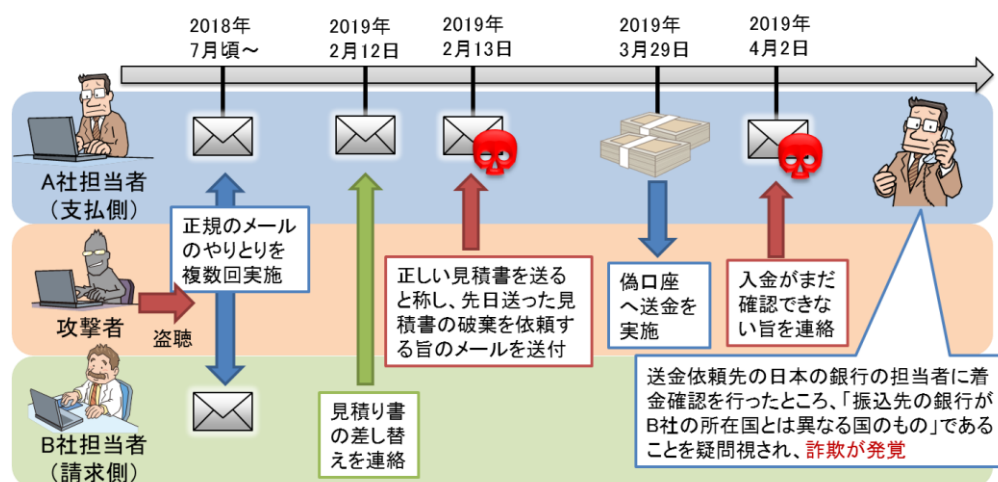 2018年
7月頃～
2019年
2月12日
2019年
2月13日
2019年
3月29日
2019年
4月2日
A社担当者
（支払側）
正規のメール
のやりとりを
複数回実施
攻撃者
盗聴
正しい見積書を送る
と称し、先日送った見
積書の破棄を依頼す
る旨のメールを送付
偽口座
へ送金を
実施
入金がまだ
確認できな
い旨を連絡
B社担当者
（請求側）
見積り書
の差し替
えを連絡
送金依頼先の日本の銀行の担当者に着
金確認を行ったところ、「振込先の銀行が
B社の所在国とは異なる国のもの」である
ことを疑問視され、詐欺が発覚